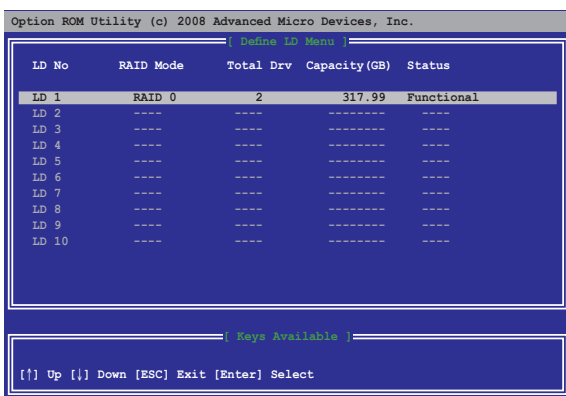 Option ROM Utility (c) 2008 Advanced Micro Devices, Inc.
[ Define LD Menu ]
LD No RAID Mode Total Drv Capacity(GB) Status
LD 1 RAID 0 2 317.99 Functional
LD 2 ---- ---- -------- ----
LD 3 ---- ---- -------- ----
LD 4 ---- ---- -------- ----
LD 5 ---- ---- -------- ----
LD 6 ---- ---- -------- ----
LD 7 ---- ---- -------- ----
LD 8 ---- ---- -------- ----
LD 9 ---- ---- -------- ----
LD 10 ---- ---- -------- ----
[ Keys Available ]
[↑] Up [↓] Down [ESC] Exit [Enter] Select